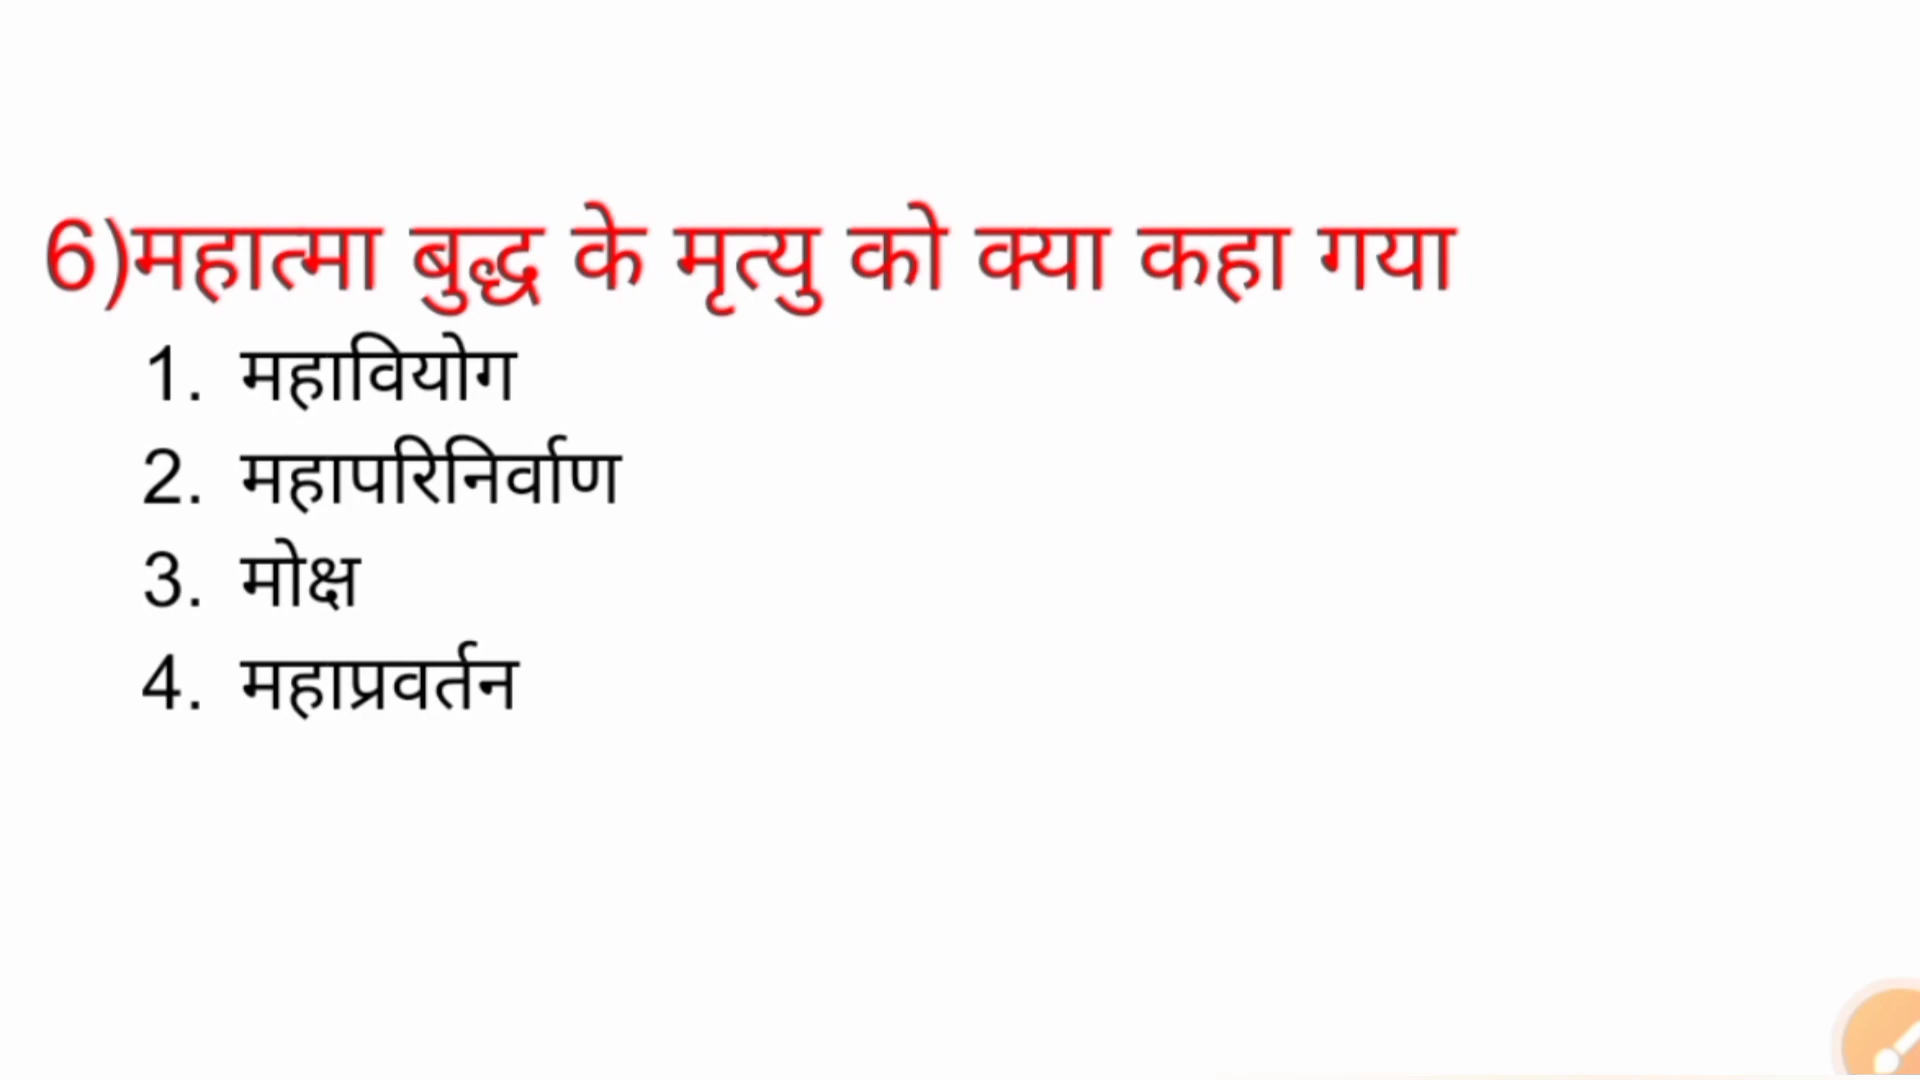 6)महात्मा बुद्ध के मृत्यु को क्या कहा गया
1. महावियोग
2. महापरिनिर्वाण
3. मोक्ष
4. महाप्रवर्तन